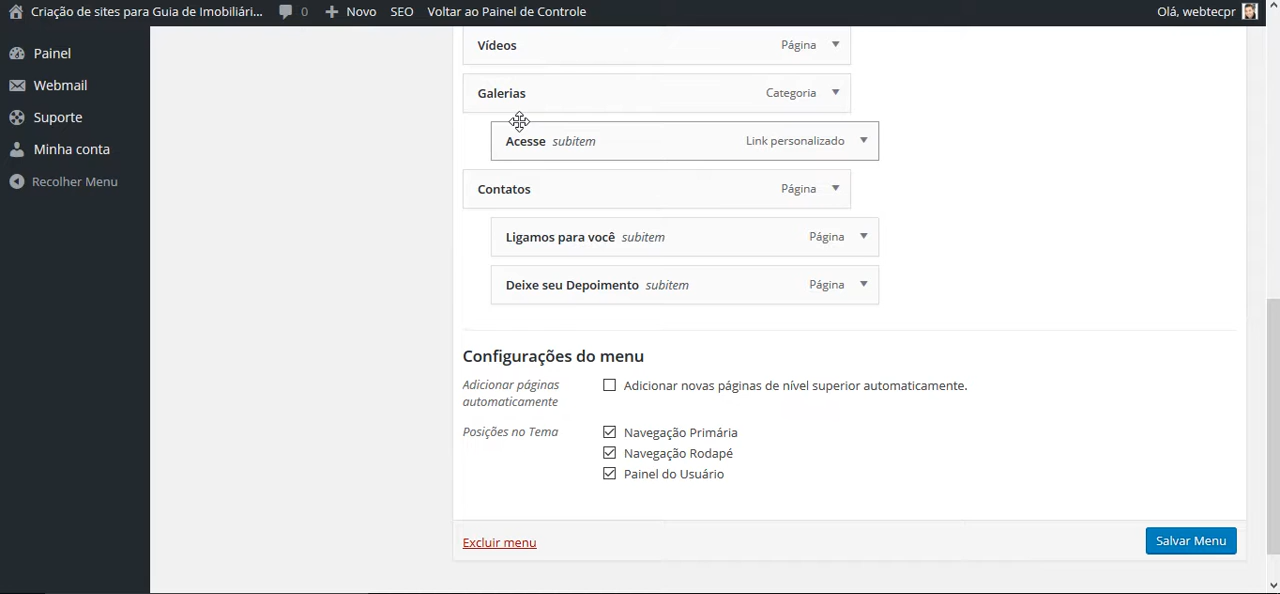 Criação de sites para Guia de Imobiliári... 0 Novo SEO Voltar ao Painel de Controle Olá, webtecpr
Painel
Webmail
Suporte
Minha conta
Recolher Menu
Vídeos Página
Galerias Categoria
Acesse subitem Link personalizado
Contatos Página
Ligamos para você subitem Página
Deixe seu Depoimento subitem Página
Configurações do menu
Adicionar páginas
automaticamente
Adicionar novas páginas de nível superior automaticamente.
Posições no Tema
Navegação Primária
Navegação Rodapé
Painel do Usuário
Excluir menu
Salvar Menu